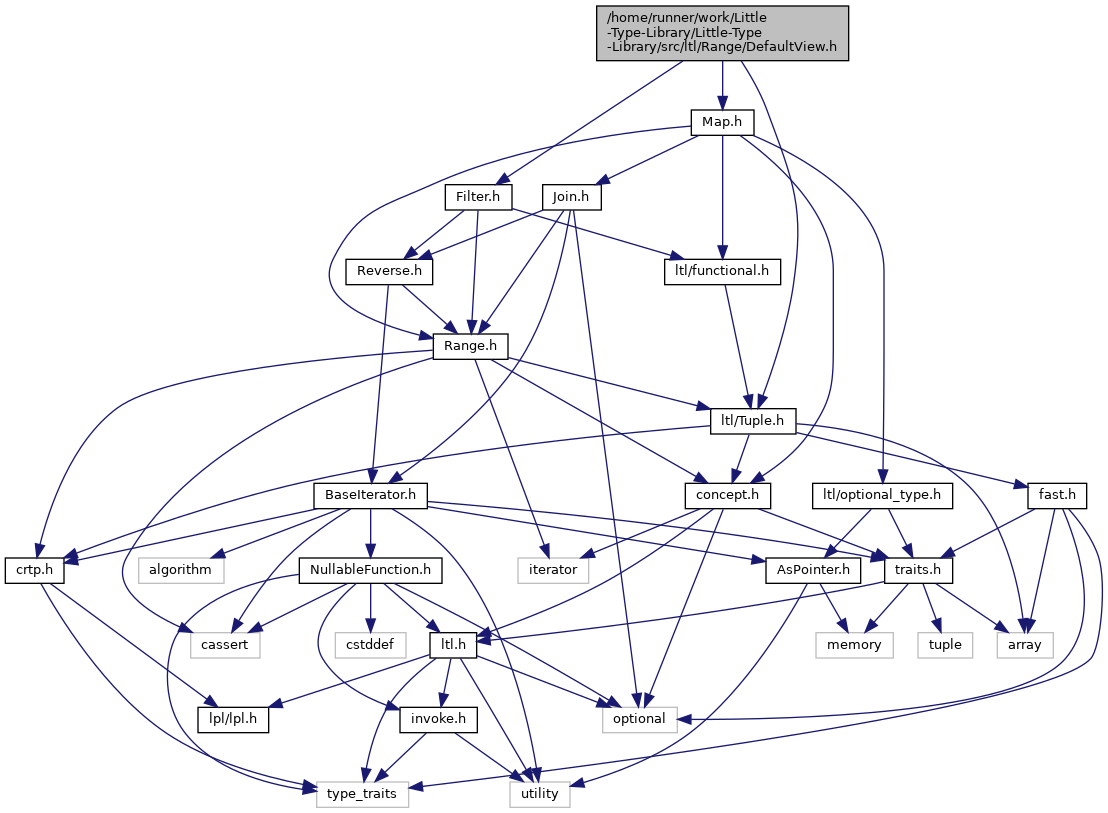 /home/runner/work/Little
-Type-Library/Little-Type
-Library/src/ltl/Range/DefaultView.h
Map.h
Filter.h
Join.h
Reverse.h
ltl/functional.h
Range.h
ltl/Tuple.h
BaseIterator.h
concept.h
ltl/optional_type.h
fast.h
crtp.h
algorithm
NullableFunction.h
iterator
AsPointer.h
traits.h
cassert
cstddef
ltl.h
memory
tuple
array
lpl/lpl.h
invoke.h
optional
type_traits
utility